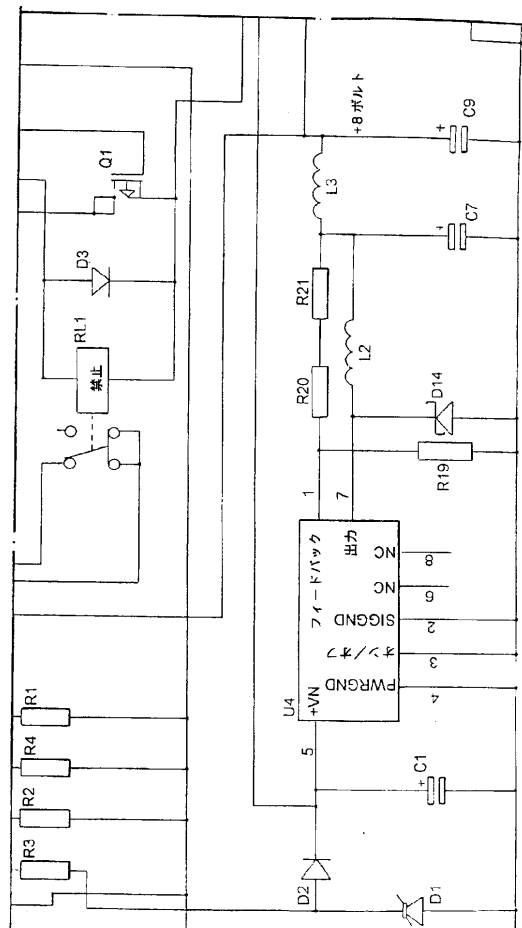 Q1
D3
RL1
禁止
+8ボルト
C9
L3
C7
R21
L2
R20
D14
R19
1
7
フィードバック
出力
NC
8
NC
6
SIGGND
2
オン/オフ
3
PWRGND
4
+VN
U4
5
R1
R4
R2
R3
C1
+
+
+
D2
D1